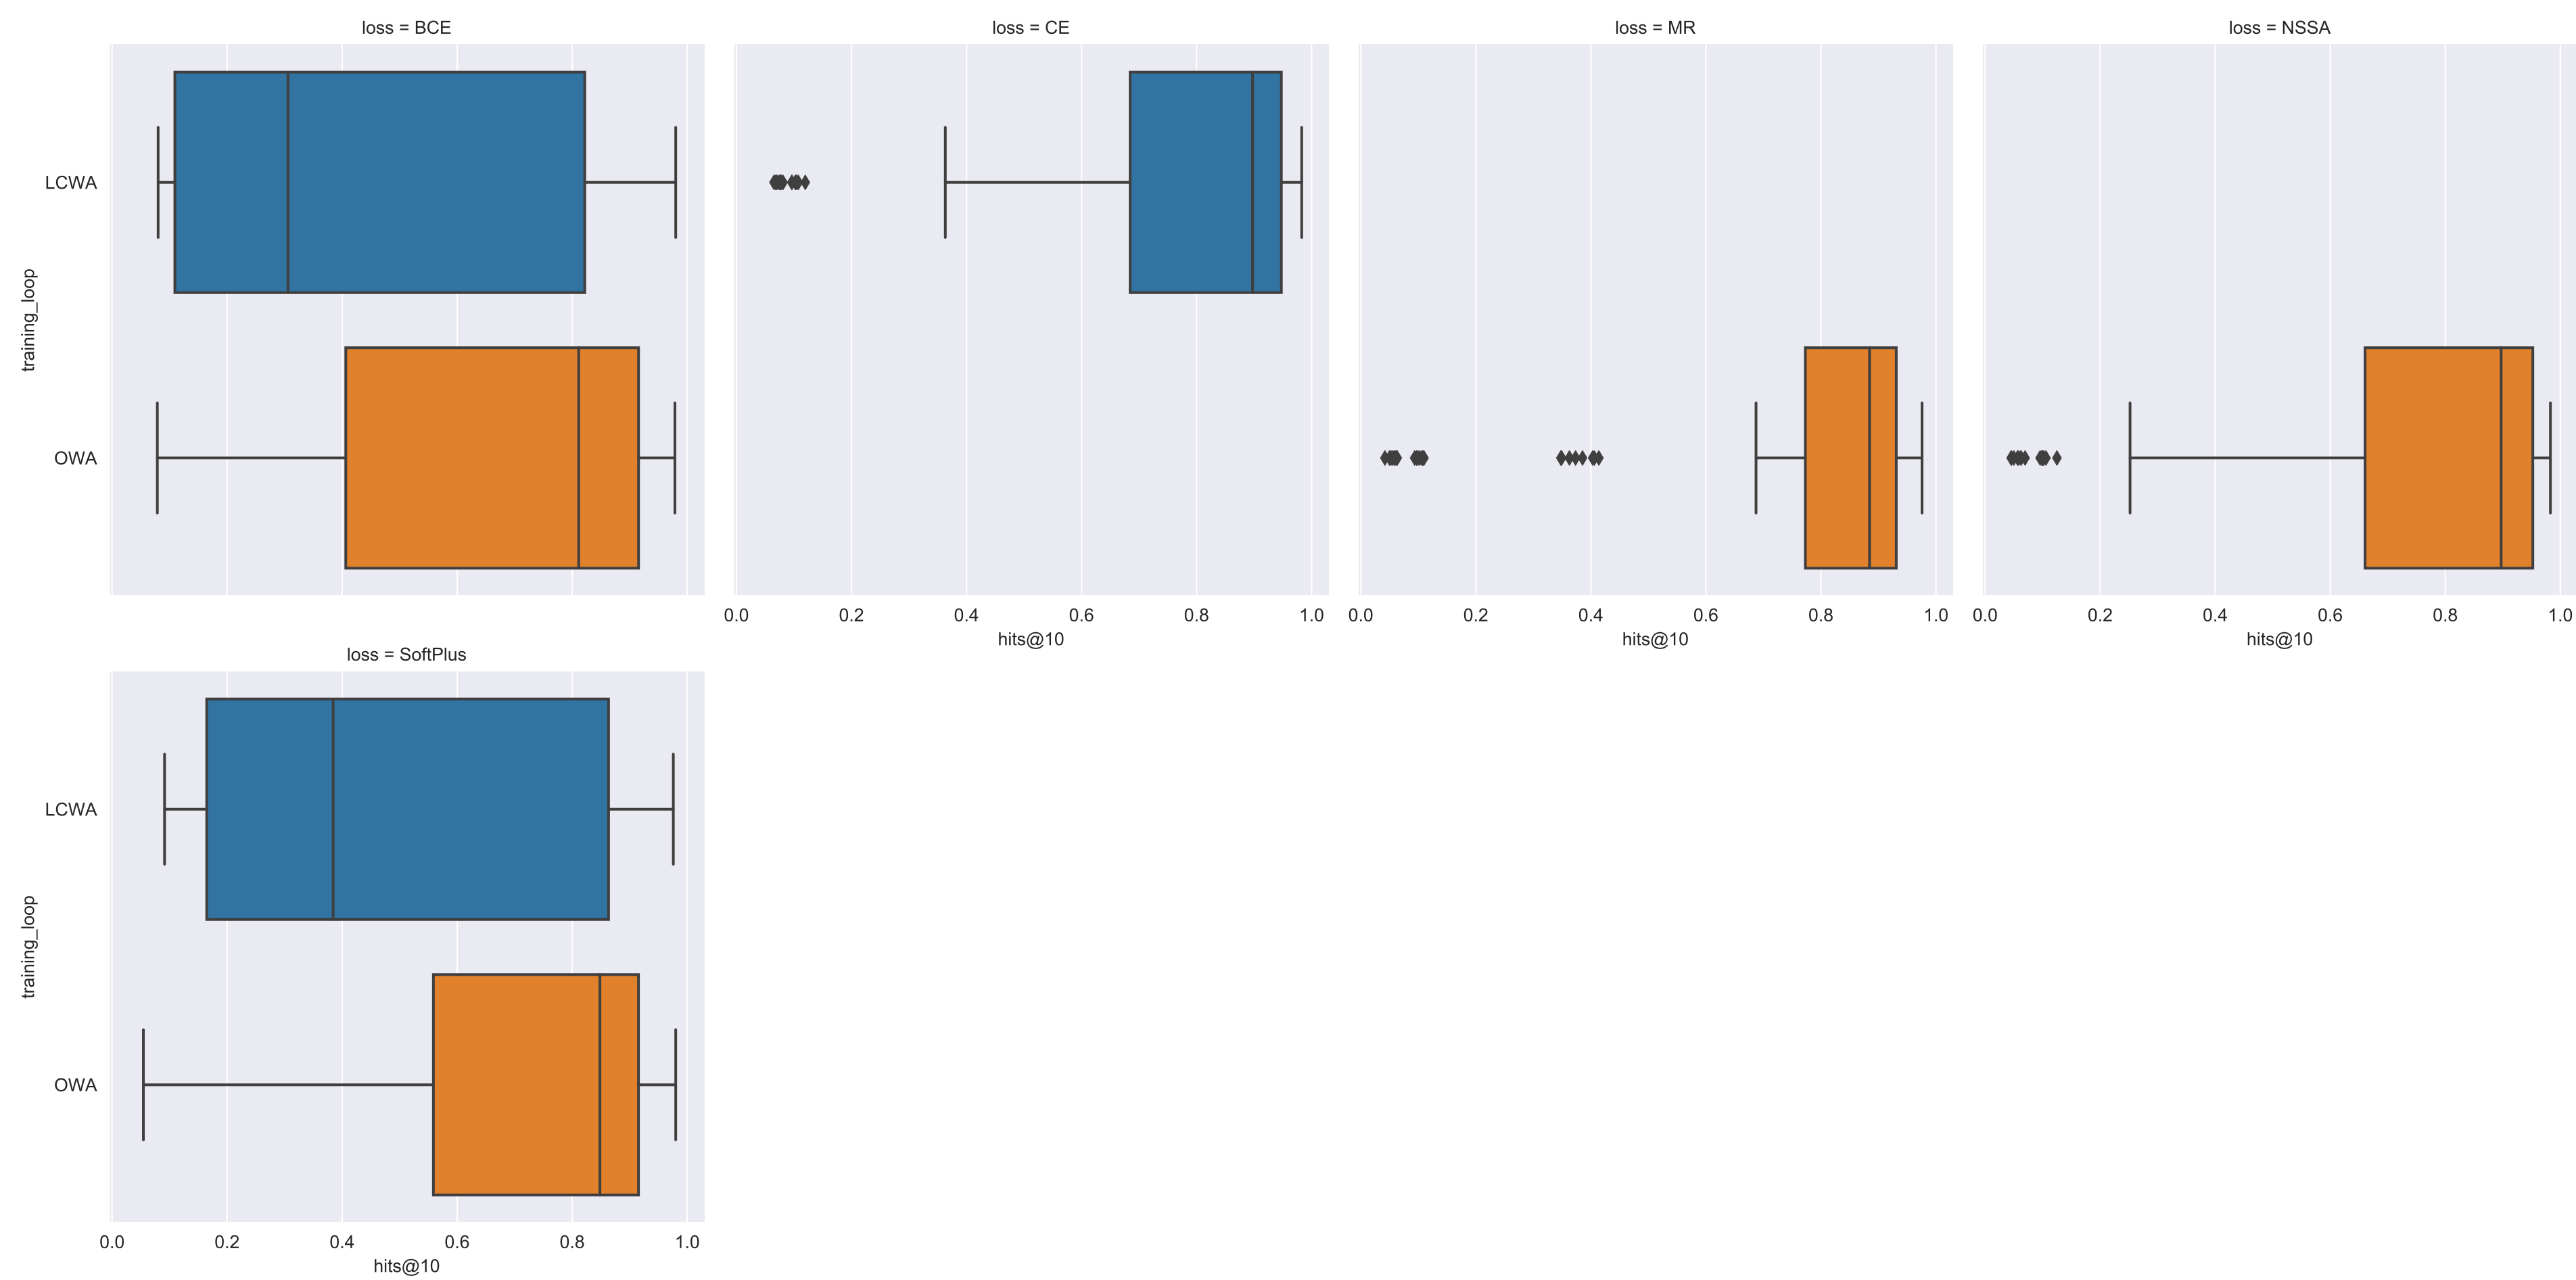 loss = BCE
loss = CE
loss = MR
loss = NSSA
training_loop
LCWA
OWA
0.0 0.2 0.4 0.6 0.8 1.0
hits@10
0.0 0.2 0.4 0.6 0.8 1.0
hits@10
0.0 0.2 0.4 0.6 0.8 1.0
hits@10
loss = SoftPlus
training_loop
LCWA
OWA
0.0 0.2 0.4 0.6 0.8 1.0
hits@10